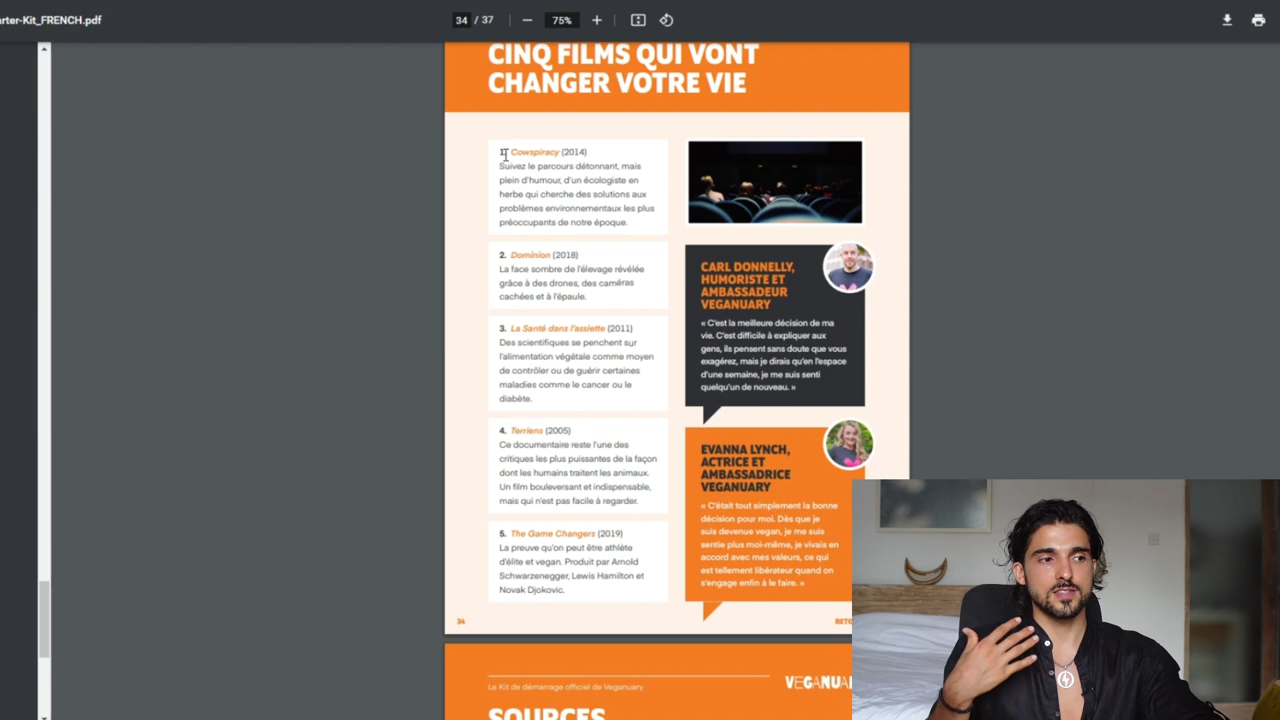 rter-Kit_FRENCH.pdf
34 / 37
75%
CINQ FILMS QUI VONT
CHANGER VOTRE VIE
1. Cowspiracy (2014)
Suivez le parcours détonnant, mais
plein d'humour, d'un écologiste en
herbe qui cherche des solutions aux
problèmes environnementaux les plus
préoccupants de notre époque.
2. Dominion (2018)
La face sombre de l'élevage révélée
grâce à des drones, des caméras
cachées et à l'épaule.
3. La Santé dans l'assiette (2011)
Des scientifiques se penchent sur
l'alimentation végétale comme moyen
de contrôler ou de guérir certaines
maladies comme le cancer ou le
diabète.
4. Terriens (2005)
Ce documentaire reste l'une des
critiques les plus puissantes de la façon
dont les humains traitent les animaux.
Un film bouleversant et indispensable,
mais qui n'est pas facile à regarder.
5. The Game Changers (2019)
La preuve qu'on peut être athlète
d'élite et vegan. Produit par Arnold
Schwarzenegger, Lewis Hamilton et
Novak Djokovic.
CARL DONNELLY,
HUMORISTE ET
AMBASSADEUR
VEGANUARY
« C'est la meilleure décision de ma
vie. C'est difficile à expliquer aux
gens, ils pensent sans doute que vous
exagérez, mais je dirais qu'en l'espace
d'une semaine, je me suis senti
quelqu'un de nouveau. »
EVANNA LYNCH,
ACTRICE ET
AMBASSADRICE
VEGANUARY
« C'était tout simplement la bonne
décision pour moi. Dès que je
suis devenue vegan, je me suis
sentie plus moi-même, je vivais en
accord avec mes valeurs, ce qui
est tellement libérateur quand on
s'engage enfin à le faire. »
34
RETO
Le Kit de démarrage officiel de Veganuary
VEGANUA
SOURCES